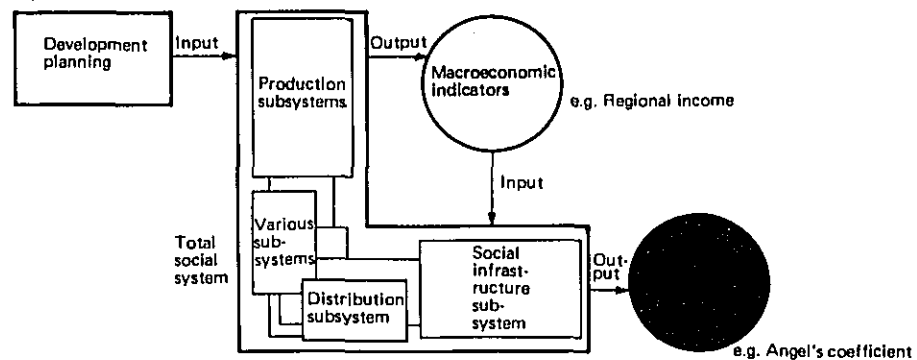 Development
planning
Input
Production
subsystems
Output
Macroeconomic
indicators
e.g. Regional income
Input
Total
social
system
Various
sub-
systems
Distribution
subsystem
Social
infrast-
ructure
sub-
system
Out-
put
e.g. Angel's coefficient